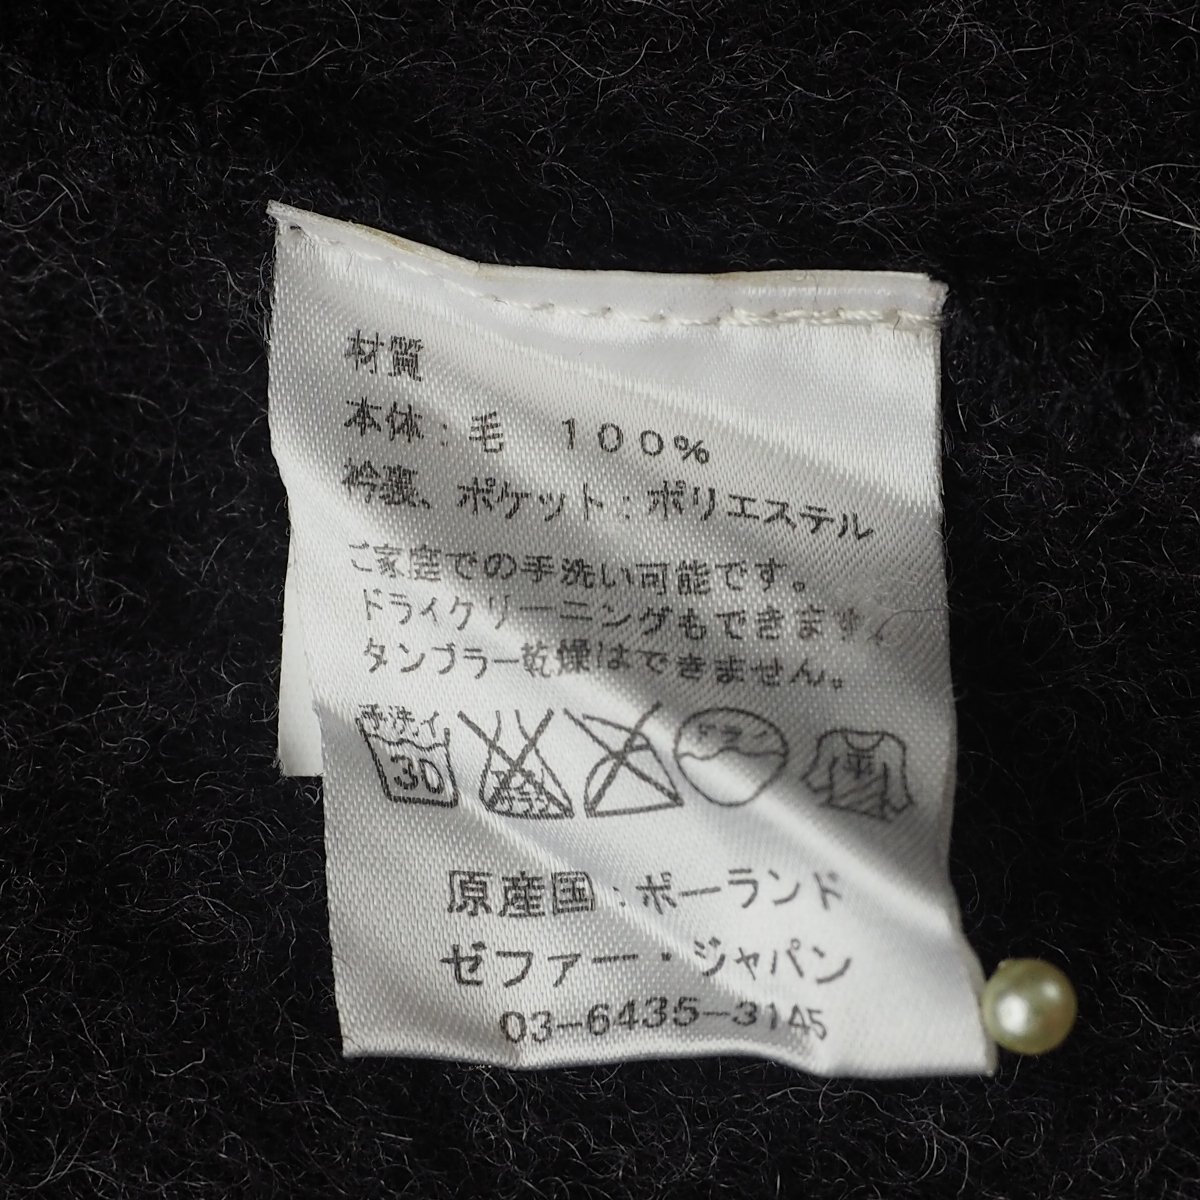 材質
本体:毛 100%
衿裏、ポケット:ポリエステル
ご家庭での手洗い可能です。
ドライクリーニングもできます。
タンブラー乾燥はできません。
手洗イ
30
ドライ
原産国:ポーランド
ゼファー・ジャパン
03-6435-3145